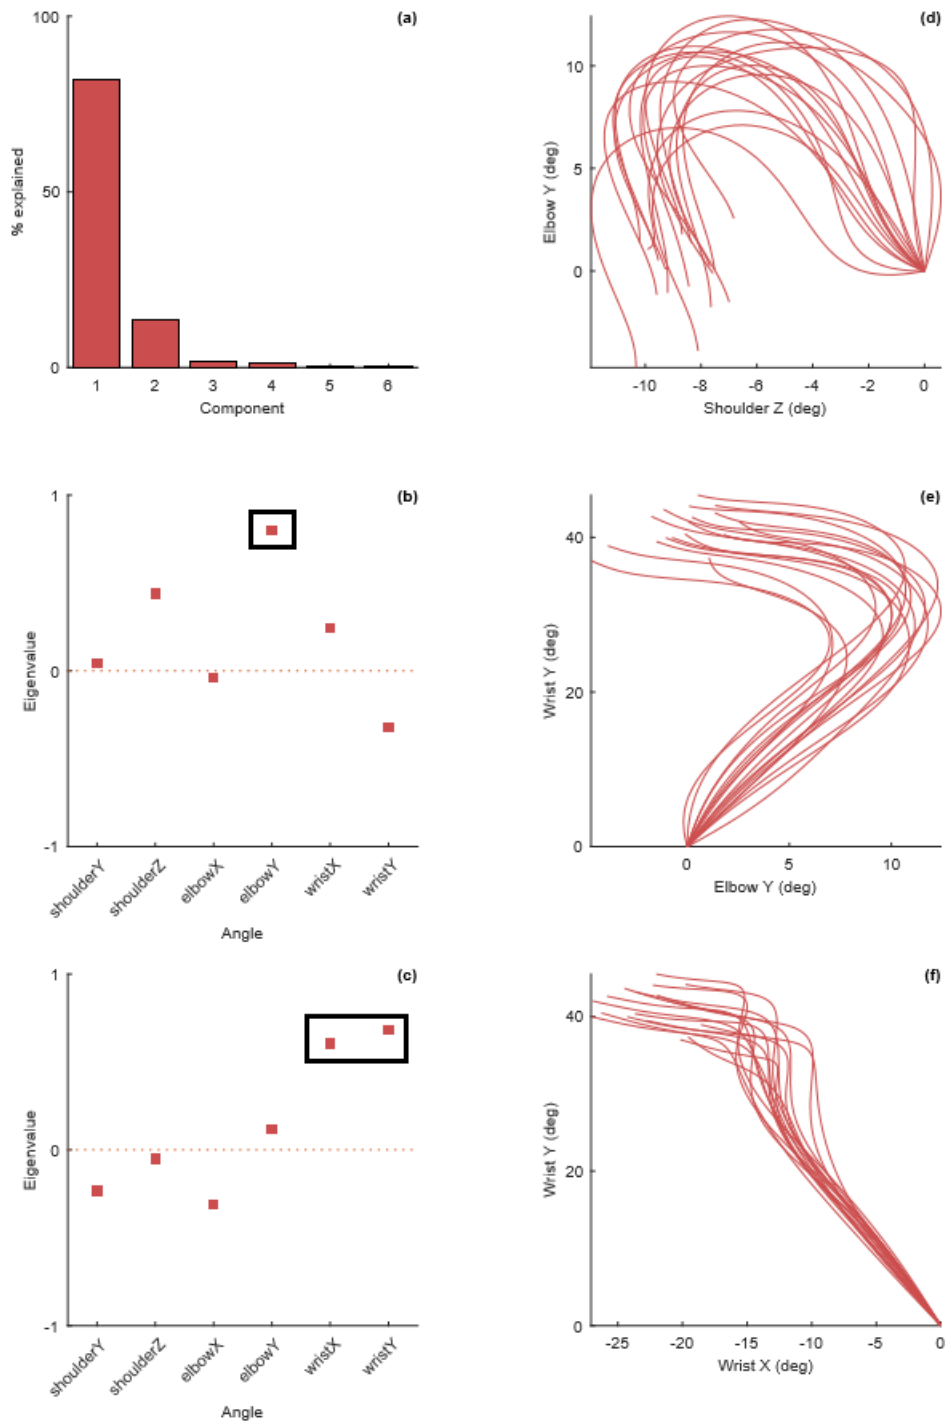 (a)
100
50
0
% explained
1 2 3 4 5 6
Component
(d)
10
5
0
Elbow Y (deg)
-10 -8 -6 -4 -2 0
Shoulder Z (deg)
(b)
1
0
-1
Eigenvalue
shoulderY shoulderZ elbowX elbowY wristX wristY
Angle
(e)
40
20
0
Wrist Y (deg)
0 5 10
Elbow Y (deg)
(c)
1
0
-1
Eigenvalue
shoulderY shoulderZ elbowX elbowY wristX wristY
Angle
(f)
40
20
0
Wrist Y (deg)
-25 -20 -15 -10 -5 0
Wrist X (deg)